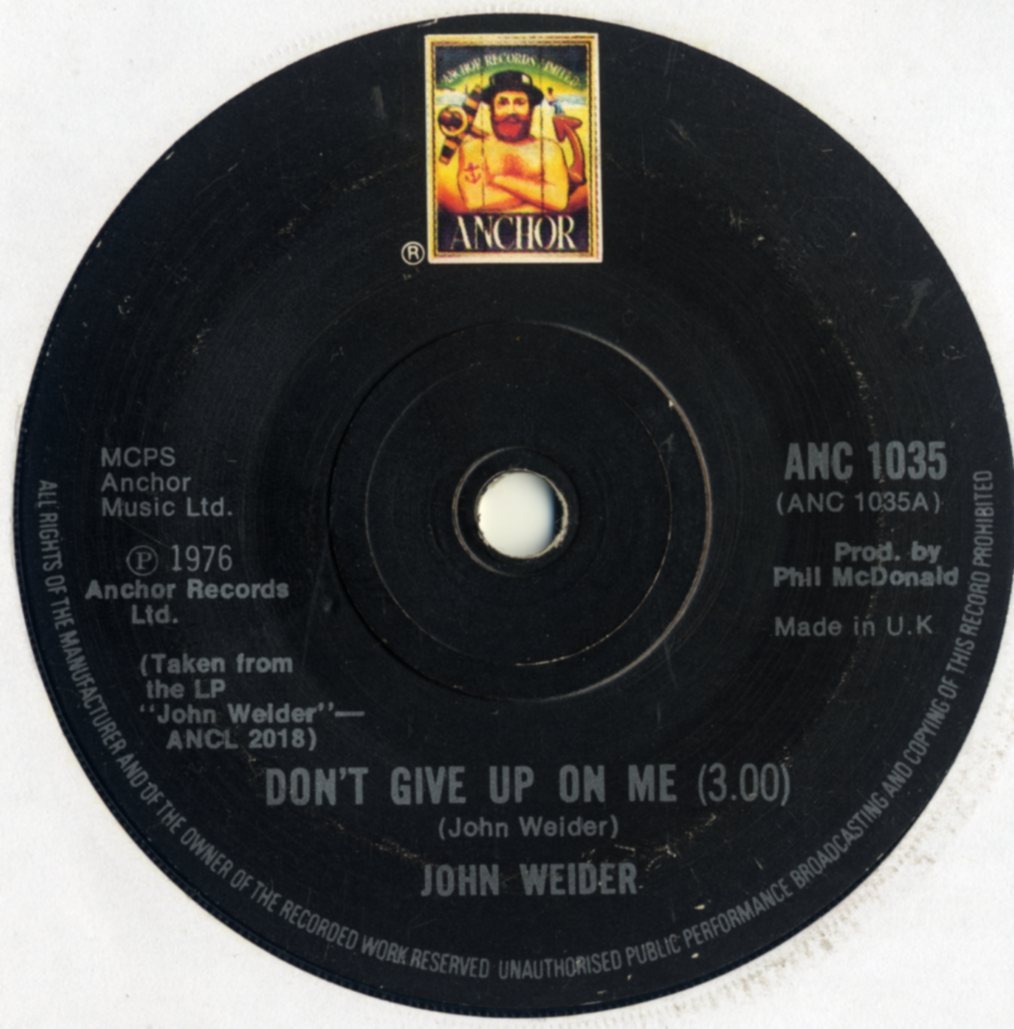 ANCHOR RECORDS LIMITED
ANCHOR
®
MCPS
Anchor
Music Ltd.
℗ 1976
Anchor Records
Ltd.
(Taken from
the LP
"John Weider"—
ANCL 2018)
ANC 1035
(ANC 1035A)
Prod. by
Phil McDonald
Made in U.K
DON'T GIVE UP ON ME (3.00)
(John Weider)
JOHN WEIDER
ALL RIGHTS OF THE MANUFACTURER AND OF THE OWNER OF THE RECORDED WORK RESERVED UNAUTHORISED PUBLIC PERFORMANCE BROADCASTING AND COPYING OF THIS RECORD PROHIBITED